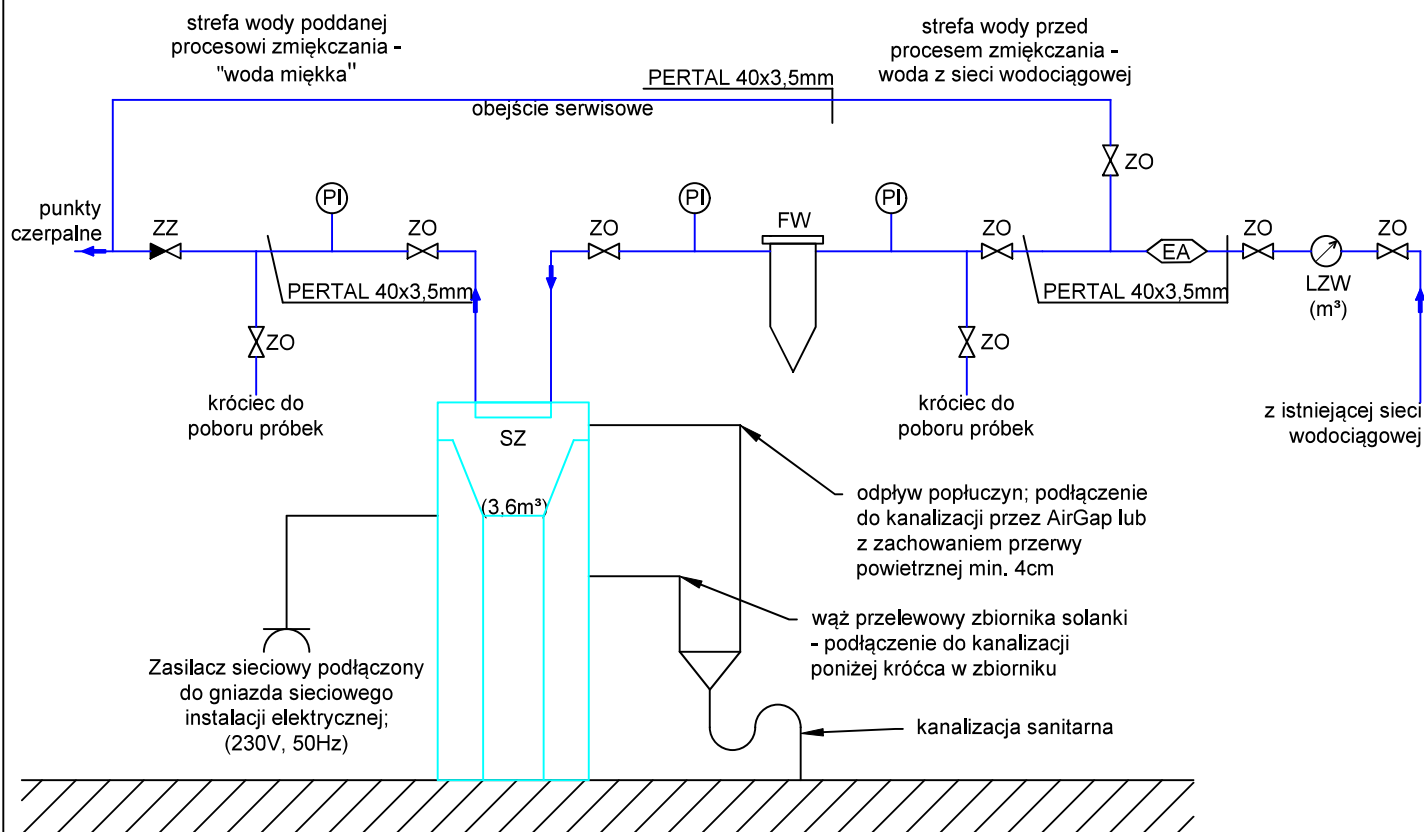 strefa wody poddanej
procesowi zmiękczania -
"woda miękka"
strefa wody przed
procesem zmiękczania -
woda z sieci wodociągowej
PERTAL 40x3,5mm
obejście serwisowe
ZO
punkty
czerpalne
ZZ
PI
ZO
ZO
PI
FW
PI
ZO
EA
ZO
LZW
(m³)
ZO
PERTAL 40x3,5mm
PERTAL 40x3,5mm
ZO
ZO
króciec do
poboru próbek
króciec do
poboru próbek
z istniejącej sieci
wodociągowej
SZ
(3,6m³)
odpływ popłuczyn; podłączenie
do kanalizacji przez AirGap lub
z zachowaniem przerwy
powietrznej min. 4cm
wąż przelewowy zbiornika solanki
- podłączenie do kanalizacji
poniżej króćca w zbiorniku
Zasilacz sieciowy podłączony
do gniazda sieciowego
instalacji elektrycznej;
(230V, 50Hz)
kanalizacja sanitarna